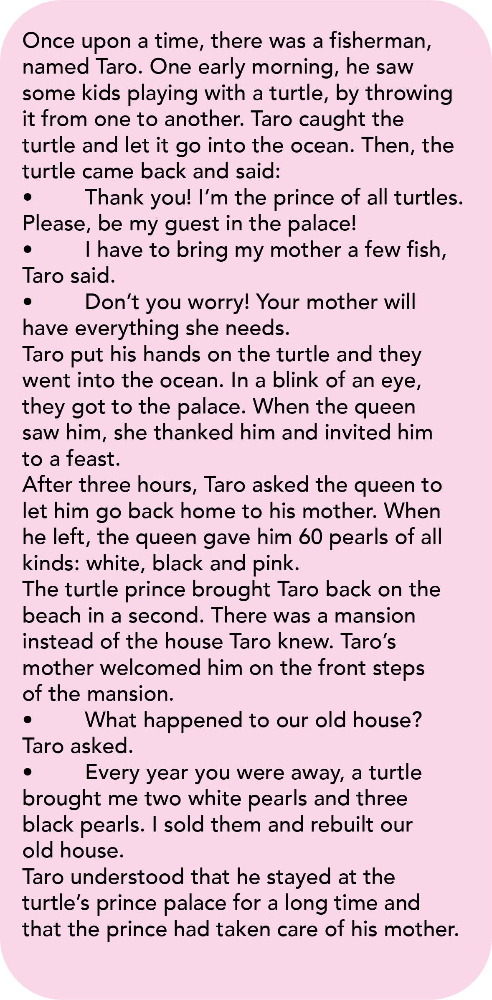 Once upon a time, there was a fisherman,
named Taro. One early morning, he saw
some kids playing with a turtle, by throwing
it from one to another. Taro caught the
turtle and let it go into the ocean. Then, the
turtle came back and said:
• Thank you! I’m the prince of all turtles.
Please, be my guest in the palace!
• I have to bring my mother a few fish,
Taro said.
• Don’t you worry! Your mother will
have everything she needs.
Taro put his hands on the turtle and they
went into the ocean. In a blink of an eye,
they got to the palace. When the queen
saw him, she thanked him and invited him
to a feast.
After three hours, Taro asked the queen to
let him go back home to his mother. When
he left, the queen gave him 60 pearls of all
kinds: white, black and pink.
The turtle prince brought Taro back on the
beach in a second. There was a mansion
instead of the house Taro knew. Taro’s
mother welcomed him on the front steps
of the mansion.
• What happened to our old house?
Taro asked.
• Every year you were away, a turtle
brought me two white pearls and three
black pearls. I sold them and rebuilt our
old house.
Taro understood that he stayed at the
turtle’s prince palace for a long time and
that the prince had taken care of his mother.